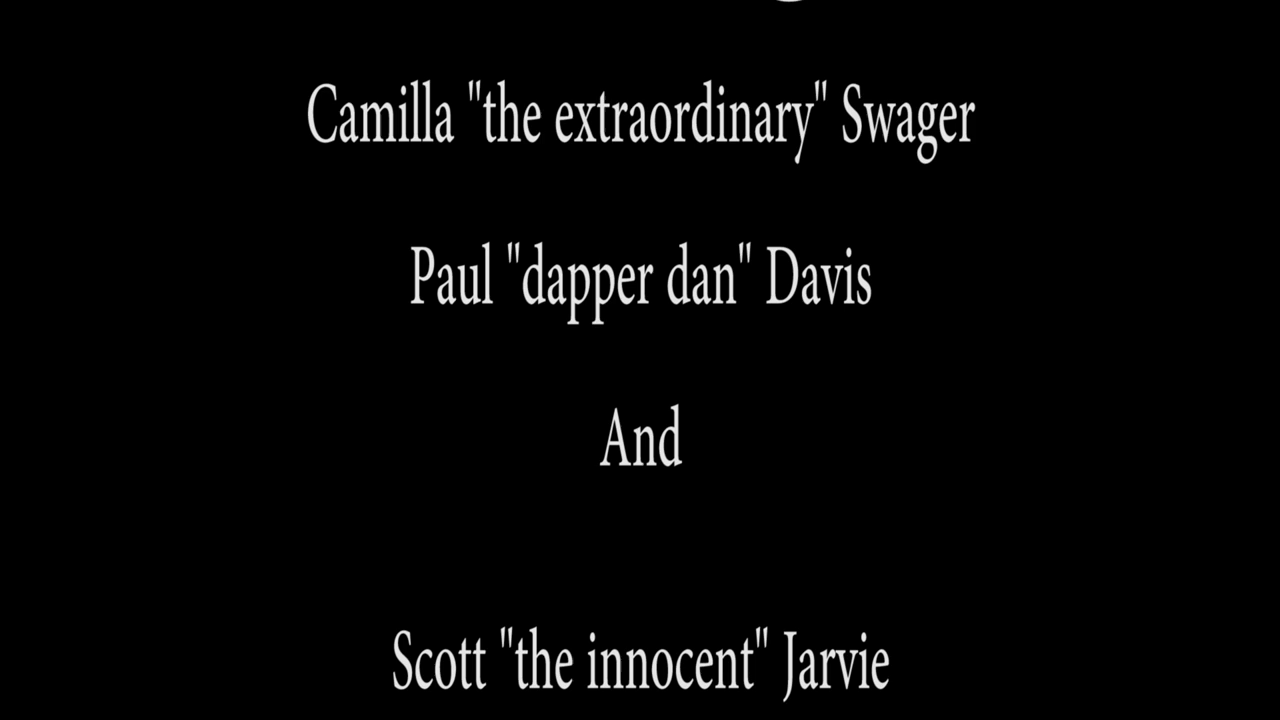 Camilla "the extraordinary" Swager
Paul "dapper dan" Davis
And
Scott "the innocent" Jarvie